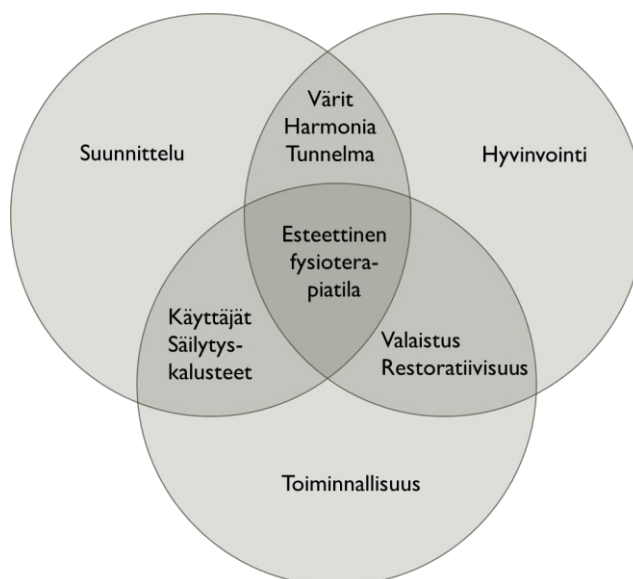 Värit
Harmonia
Tunnelma
Suunnittelu
Hyvinvointi
Esteettinen
fysiotera-
piatila
Käyttäjät
Säilytys-
kalusteet
Valaistus
Restoratiivisuus
Toiminnallisuus